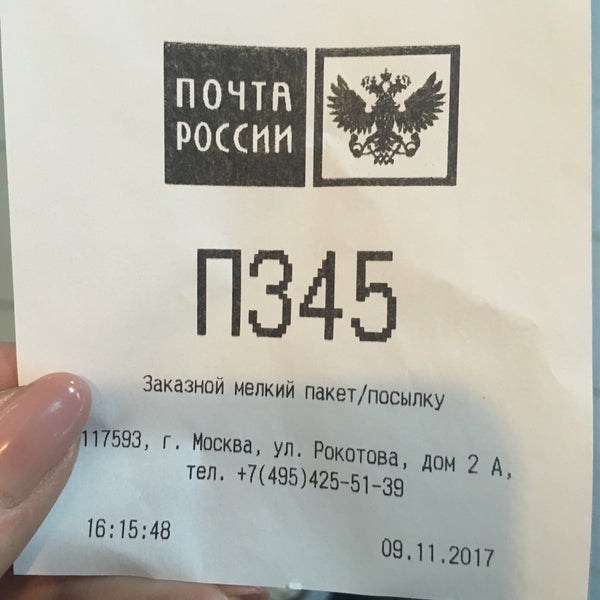 ПОЧТА
РОССИИ
П345
Заказной мелкий пакет/посылку
117593, г. Москва, ул. Рокотова, дом 2 А,
тел. +7(495)425-51-39
16:15:48
09.11.2017